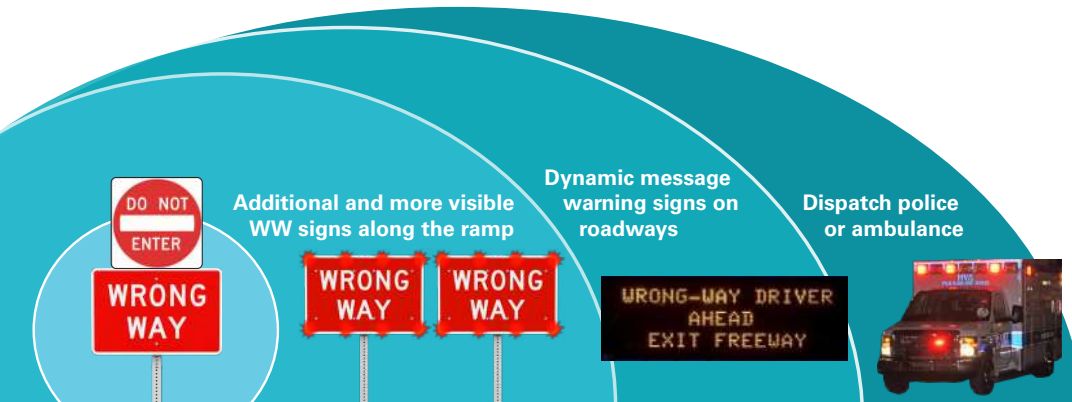 DO NOT
ENTER
WRONG
WAY
Additional and more visible
WW signs along the ramp
WRONG
WAY
WRONG
WAY
Dynamic message
warning signs on
roadways
WRONG-WAY DRIVER
AHEAD
EXIT FREEWAY
Dispatch police
or ambulance